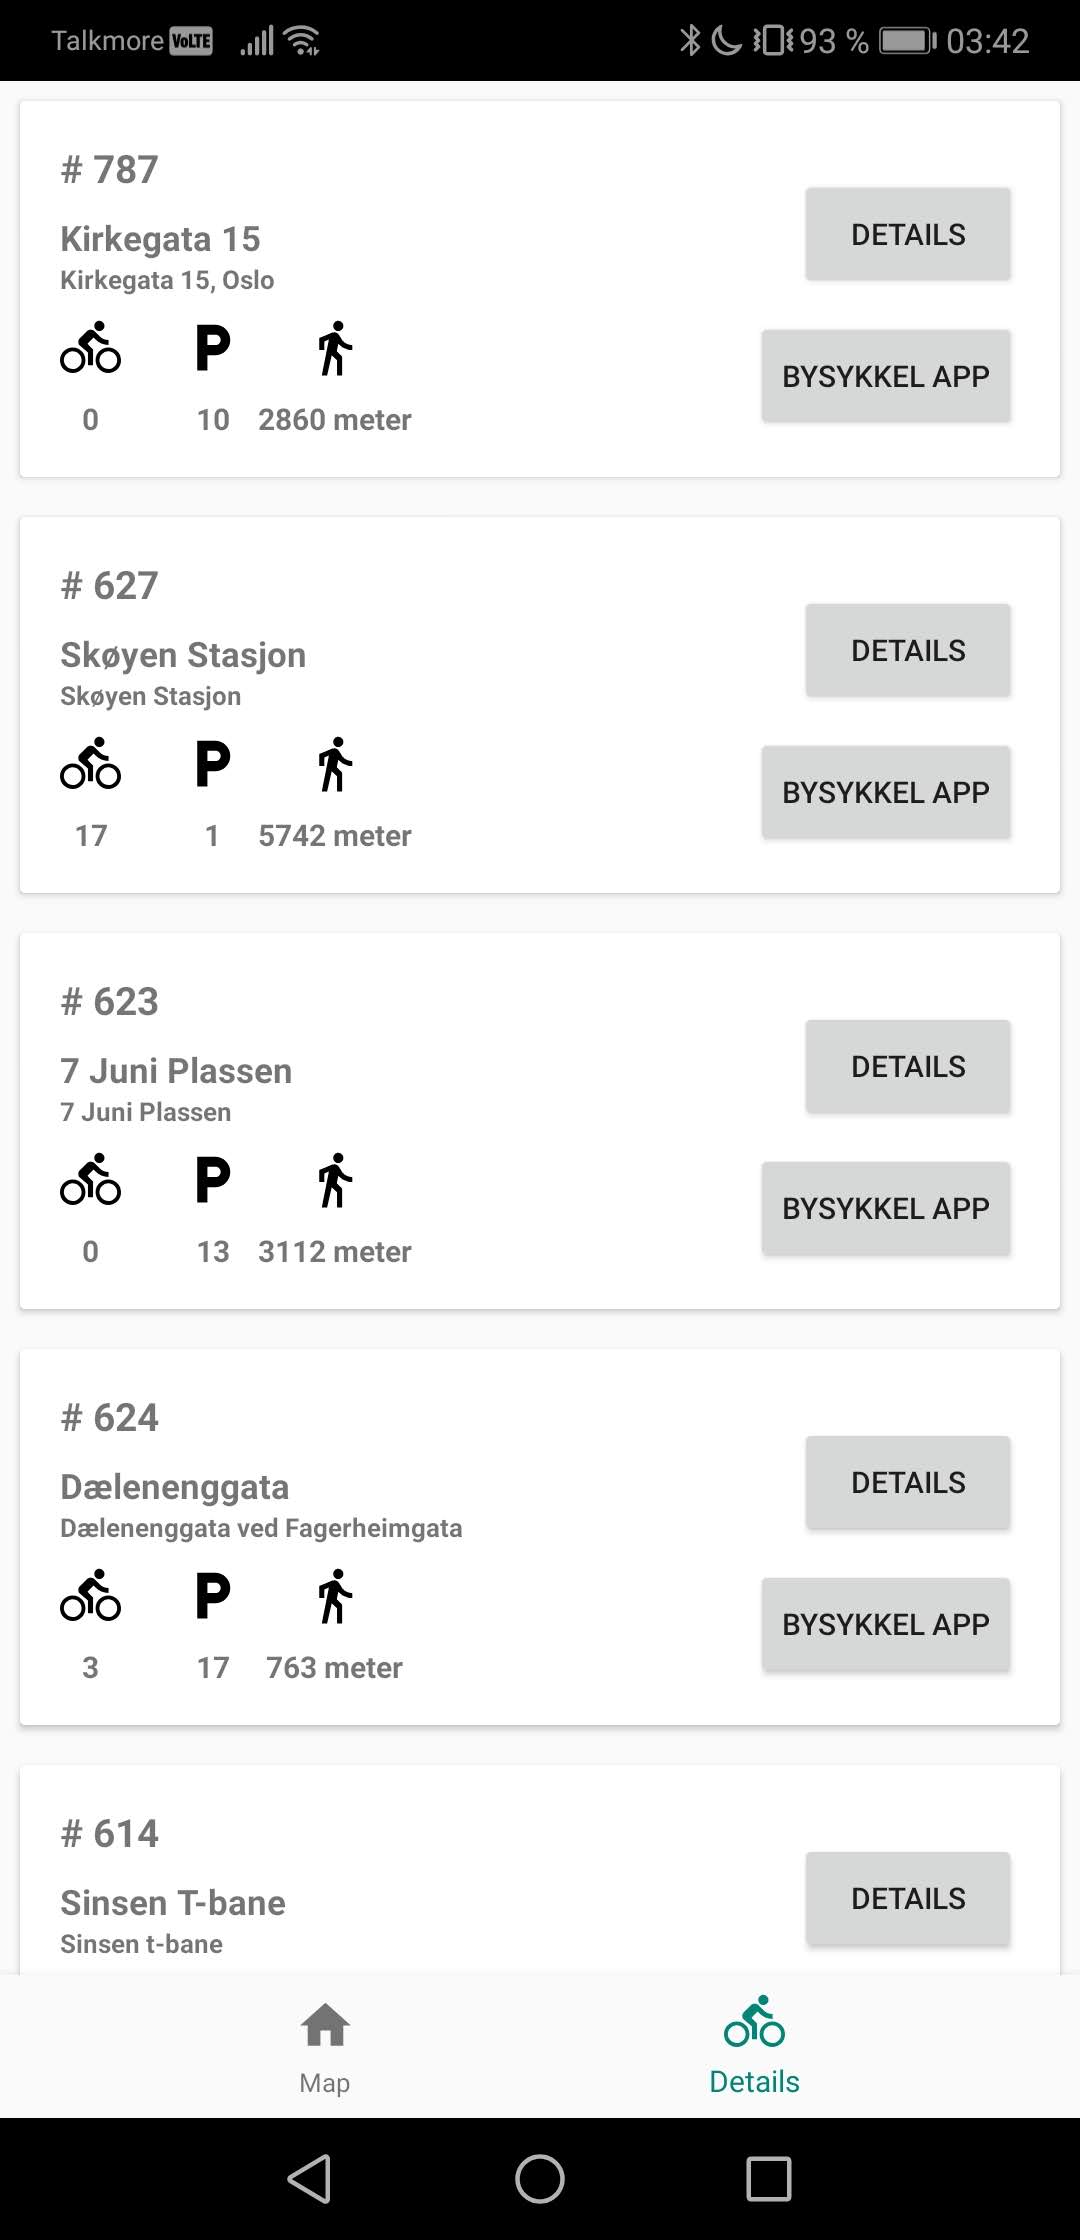 Talkmore VoLTE 93 % 03:42
# 787
Kirkegata 15
Kirkegata 15, Oslo
DETAILS
P
BYSYKKEL APP
0 10 2860 meter
# 627
Skøyen Stasjon
Skøyen Stasjon
DETAILS
P
BYSYKKEL APP
17 1 5742 meter
# 623
7 Juni Plassen
7 Juni Plassen
DETAILS
P
BYSYKKEL APP
0 13 3112 meter
# 624
Dælenenggata
Dælenenggata ved Fagerheimgata
DETAILS
P
BYSYKKEL APP
3 17 763 meter
# 614
Sinsen T-bane
Sinsen t-bane
DETAILS
Map Details